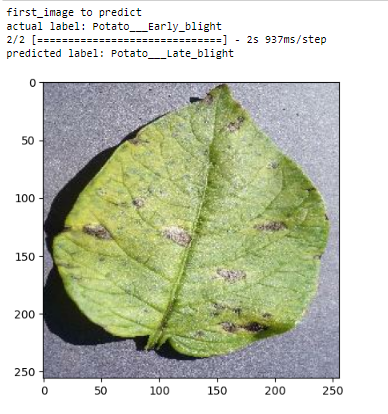 first_image to predict
actual label: Potato___Early_blight
2/2 [==============================] - 2s 937ms/step
predicted label: Potato___Late_blight
0
50
100
150
200
250
0 50 100 150 200 250